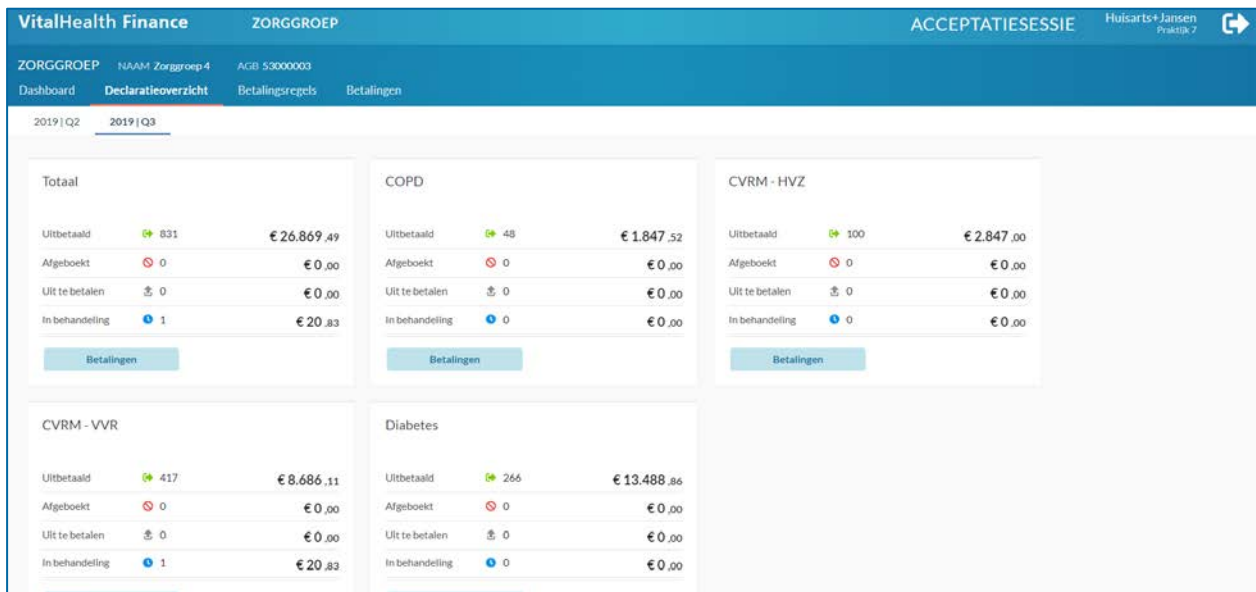 VitalHealth Finance ZORGGROEP ACCEPTATIESESSIE Huisarts+Jansen
Praktijk 7
ZORGGROEP NAAM Zorggroep 4 AGB 53000003
Dashboard Declaratieoverzicht Betalingsregels Betalingen
2019 | Q2 2019 | Q3
Totaal
Uitbetaald 831 € 26.869 ,49
Afgeboekt 0 € 0 ,00
Uit te betalen 0 € 0 ,00
In behandeling 1 € 20 ,83
Betalingen
COPD
Uitbetaald 48 € 1.847 ,52
Afgeboekt 0 € 0 ,00
Uit te betalen 0 € 0 ,00
In behandeling 0 € 0 ,00
Betalingen
CVRM - HVZ
Uitbetaald 100 € 2.847 ,00
Afgeboekt 0 € 0 ,00
Uit te betalen 0 € 0 ,00
In behandeling 0 € 0 ,00
Betalingen
CVRM - VVR
Uitbetaald 417 € 8.686 ,11
Afgeboekt 0 € 0 ,00
Uit te betalen 0 € 0 ,00
In behandeling 1 € 20 ,83
Diabetes
Uitbetaald 266 € 13.488 ,86
Afgeboekt 0 € 0 ,00
Uit te betalen 0 € 0 ,00
In behandeling 0 € 0 ,00